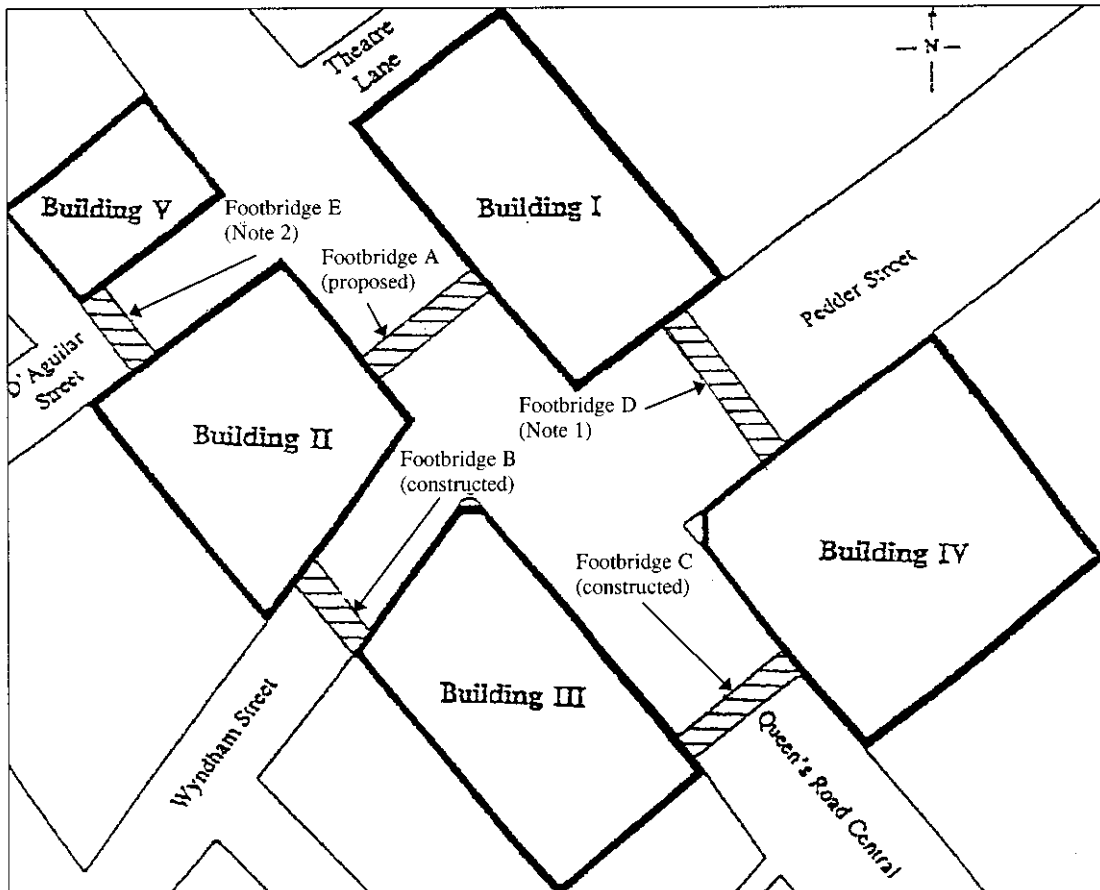 Theatre
Lane
N
Building V
Building I
Footbridge E
(Note 2)
Footbridge A
(proposed)
Pedder Street
D'Aguilar
Street
Footbridge D
(Note 1)
Building II
Footbridge B
(constructed)
Footbridge C
(constructed)
Building IV
Building III
Wyndham Street
Queen's Road Central